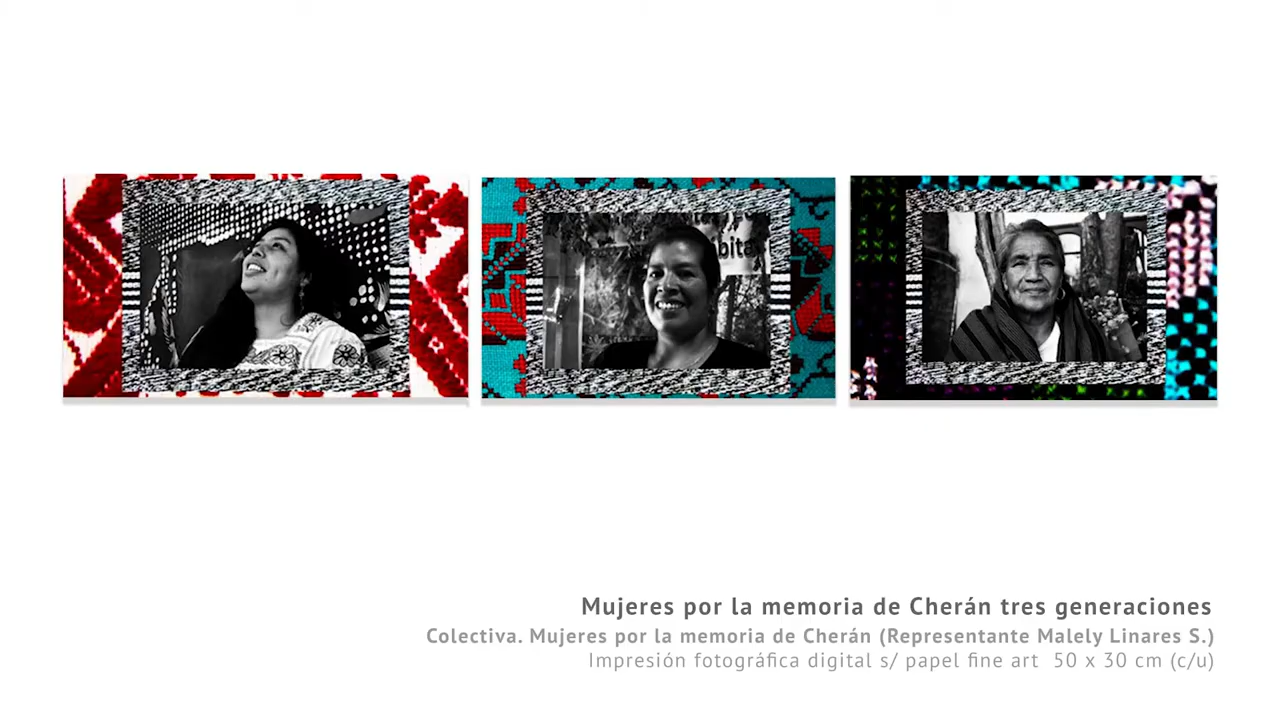 bita
Mujeres por la memoria de Cherán tres generaciones
Colectiva. Mujeres por la memoria de Cherán (Representante Malely Linares S.)
Impresión fotográfica digital s/ papel fine art 50 x 30 cm (c/u)